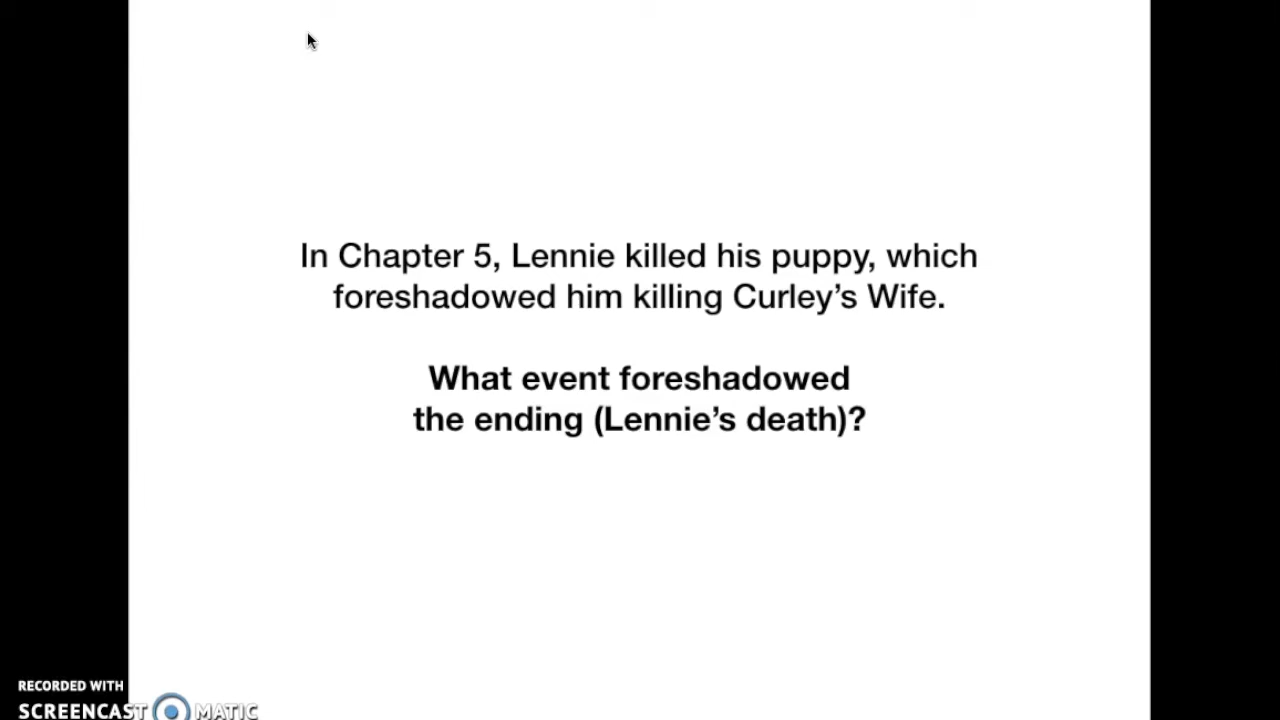 In Chapter 5, Lennie killed his puppy, which
foreshadowed him killing Curley’s Wife.
What event foreshadowed
the ending (Lennie’s death)?
RECORDED WITH
SCREENCAST MATIC